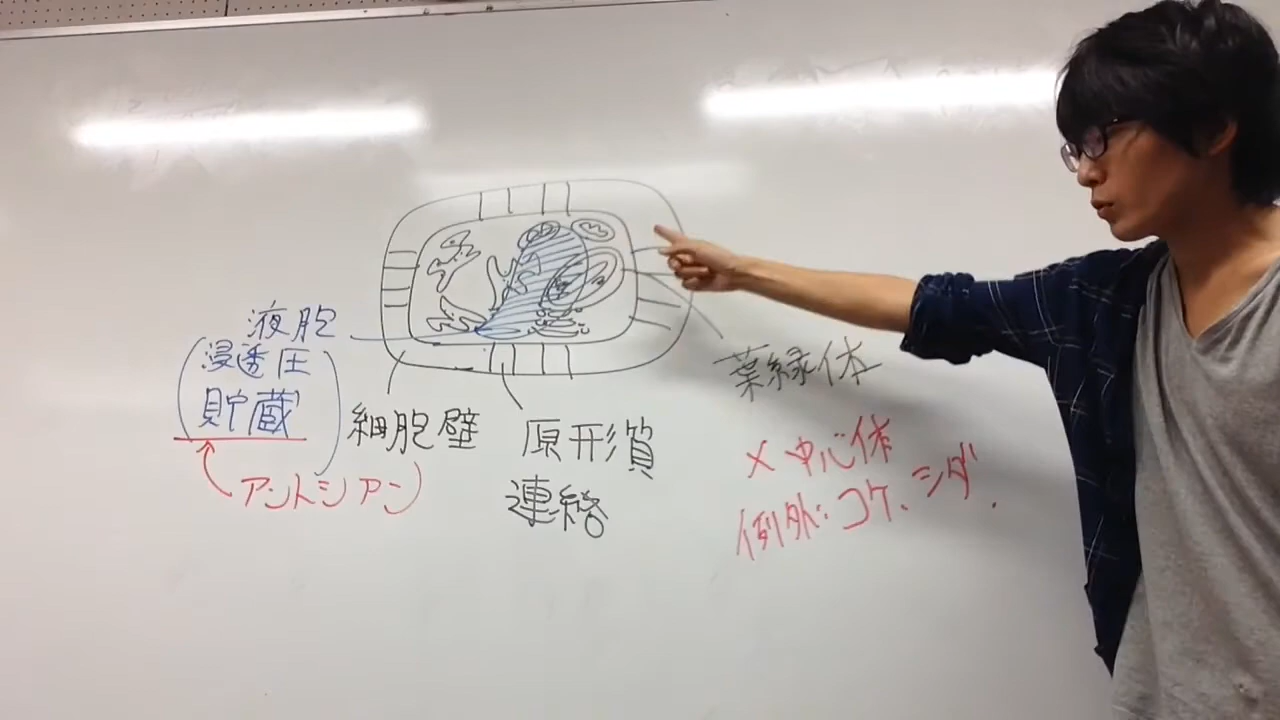 液胞
(浸透圧
貯蔵)
アントシアン)
細胞壁
原形質
連絡
葉緑体
× 中心体
例外:コケ、シダ.